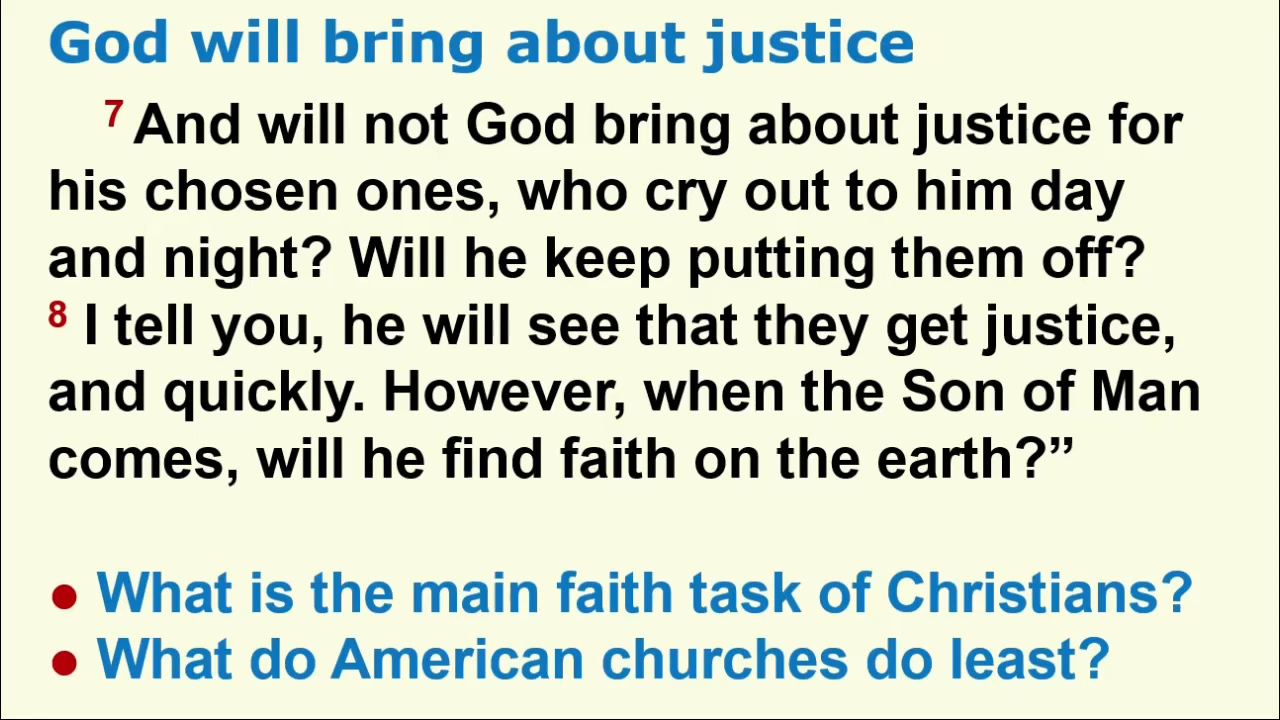 God will bring about justice
7 And will not God bring about justice for
his chosen ones, who cry out to him day
and night? Will he keep putting them off?
8 I tell you, he will see that they get justice,
and quickly. However, when the Son of Man
comes, will he find faith on the earth?”
● What is the main faith task of Christians?
● What do American churches do least?